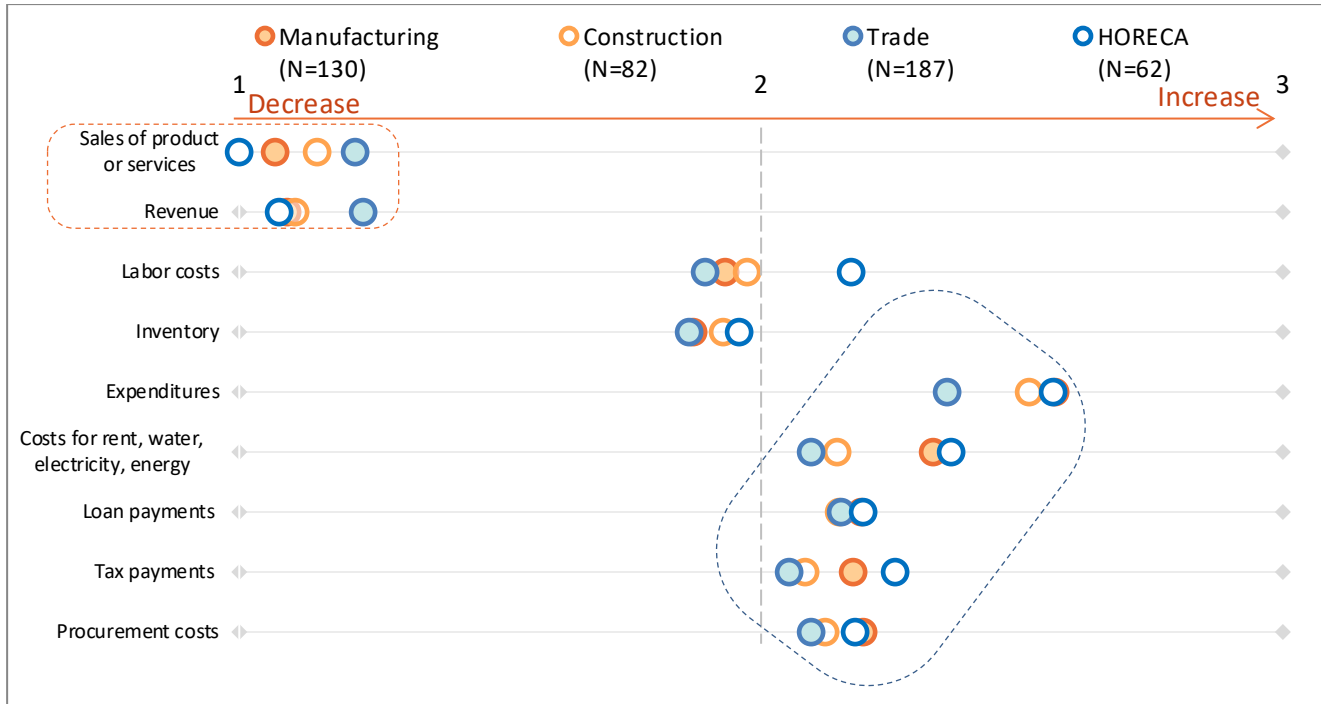 Manufacturing
(N=130)
Construction
(N=82)
Trade
(N=187)
HORECA
(N=62)
1
2
3
Decrease
Increase
Sales of product
or services
Revenue
Labor costs
Inventory
Expenditures
Costs for rent, water,
electricity, energy
Loan payments
Tax payments
Procurement costs